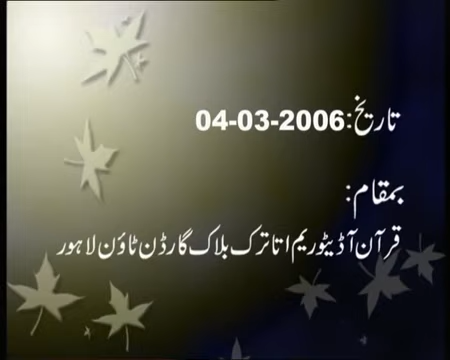 تاریخ:04-03-2006
بمقام:
قرآن آڈیٹوریم اتاترک بلاک گارڈن ٹاؤن لاہور